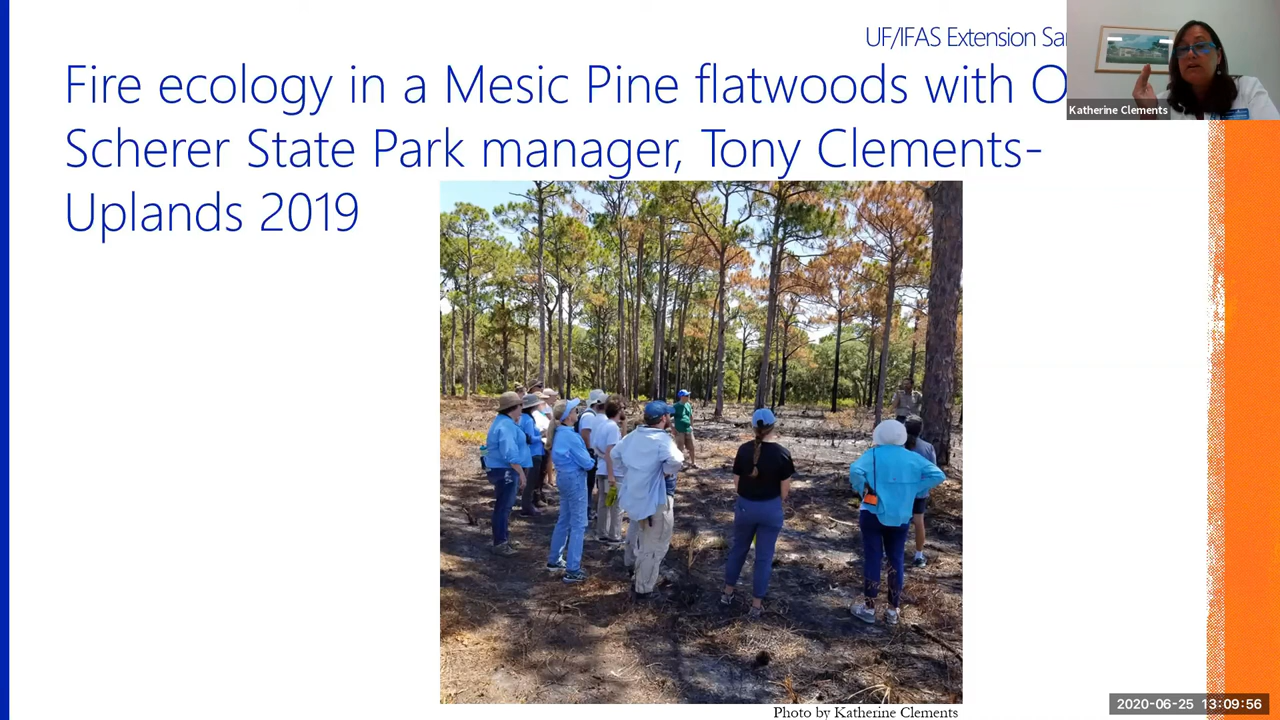 UF/IFAS Extension
Fire ecology in a Mesic Pine flatwoods with
Scherer State Park manager, Tony Clements-
Uplands 2019
Katherine Clements
2020-06-25 13:09:56
Photo by Katherine Clements